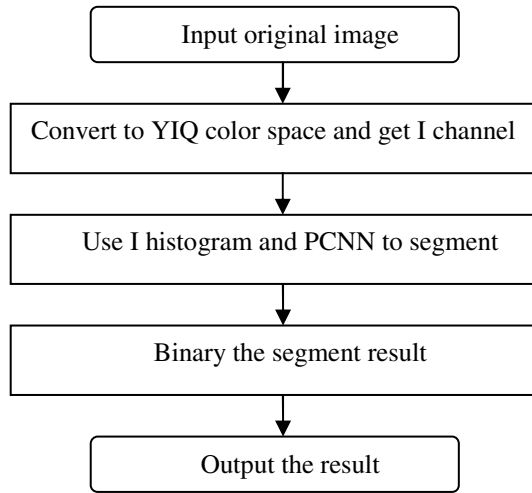 Input original image
Convert to YIQ color space and get I channel
Use I histogram and PCNN to segment
Binary the segment result
Output the result